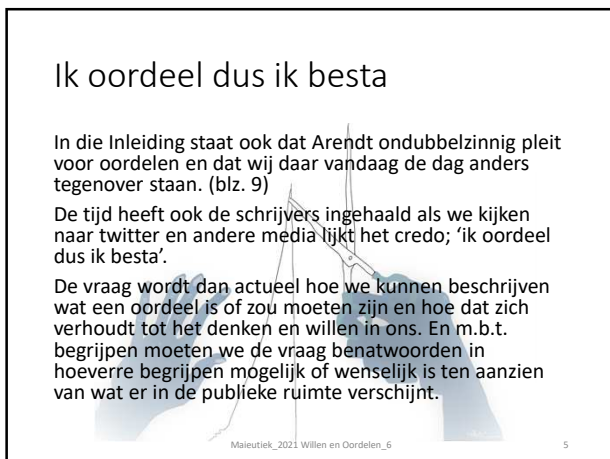 Ik oordeel dus ik besta
In die Inleiding staat ook dat Arendt ondubbelzinnig pleit
voor oordelen en dat wij daar vandaag de dag anders
tegenover staan. (blz. 9)
De tijd heeft ook de schrijvers ingehaald als we kijken
naar twitter en andere media lijkt het credo; ‘ik oordeel
dus ik besta’.
De vraag wordt dan actueel hoe we kunnen beschrijven
wat een oordeel is of zou moeten zijn en hoe dat zich
verhoudt tot het denken en willen in ons. En m.b.t.
begrijpen moeten we de vraag benatwoorden in
hoeverre begrijpen mogelijk of wenselijk is ten aanzien
van wat er in de publieke ruimte verschijnt.
Maieutiek_2021 Willen en Oordelen_6
5